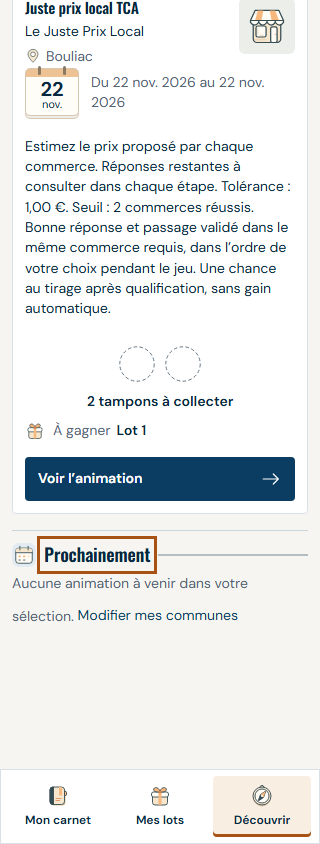 Juste prix local TCA
Le Juste Prix Local
Bouliac
22
nov.
Du 22 nov. 2026 au 22 nov.
2026
Estimez le prix proposé par chaque
commerce. Réponses restantes à
consulter dans chaque étape. Tolérance :
1,00 €. Seuil : 2 commerces réussis.
Bonne réponse et passage validé dans le
même commerce requis, dans l’ordre de
votre choix pendant le jeu. Une chance
au tirage après qualification, sans gain
automatique.
2 tampons à collecter
À gagner Lot 1
Voir l’animation
Prochainement
Aucune animation à venir dans votre
sélection. Modifier mes communes
Mon carnet
Mes lots
Découvrir